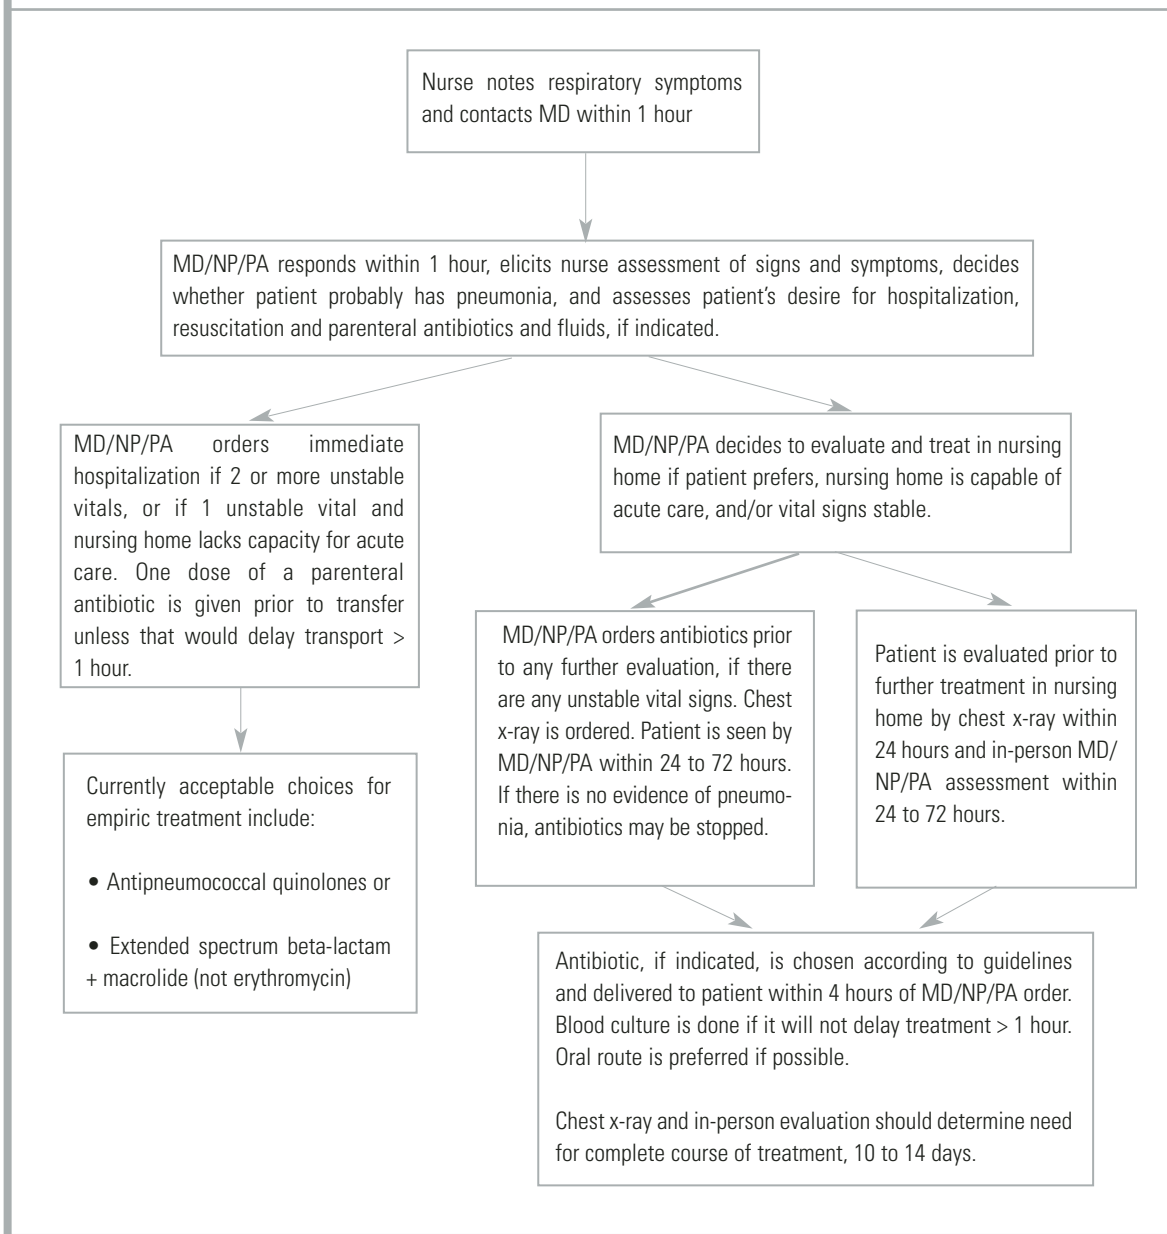 Nurse notes respiratory symptoms
and contacts MD within 1 hour
MD/NP/PA responds within 1 hour, elicits nurse assessment of signs and symptoms, decides
whether patient probably has pneumonia, and assesses patient's desire for hospitalization,
resuscitation and parenteral antibiotics and fluids, if indicated.
MD/NP/PA orders immediate
hospitalization if 2 or more unstable
vitals, or if 1 unstable vital and
nursing home lacks capacity for acute
care. One dose of a parenteral
antibiotic is given prior to transfer
unless that would delay transport >
1 hour.
MD/NP/PA decides to evaluate and treat in nursing
home if patient prefers, nursing home is capable of
acute care, and/or vital signs stable.
MD/NP/PA orders antibiotics prior
to any further evaluation, if there
are any unstable vital signs. Chest
x-ray is ordered. Patient is seen by
MD/NP/PA within 24 to 72 hours.
If there is no evidence of pneumo-
nia, antibiotics may be stopped.
Patient is evaluated prior to
further treatment in nursing
home by chest x-ray within
24 hours and in-person MD/
NP/PA assessment within
24 to 72 hours.
Currently acceptable choices for
empiric treatment include:
• Antipneumococcal quinolones or
• Extended spectrum beta-lactam
+ macrolide (not erythromycin)
Antibiotic, if indicated, is chosen according to guidelines
and delivered to patient within 4 hours of MD/NP/PA order.
Blood culture is done if it will not delay treatment > 1 hour.
Oral route is preferred if possible.
Chest x-ray and in-person evaluation should determine need
for complete course of treatment, 10 to 14 days.